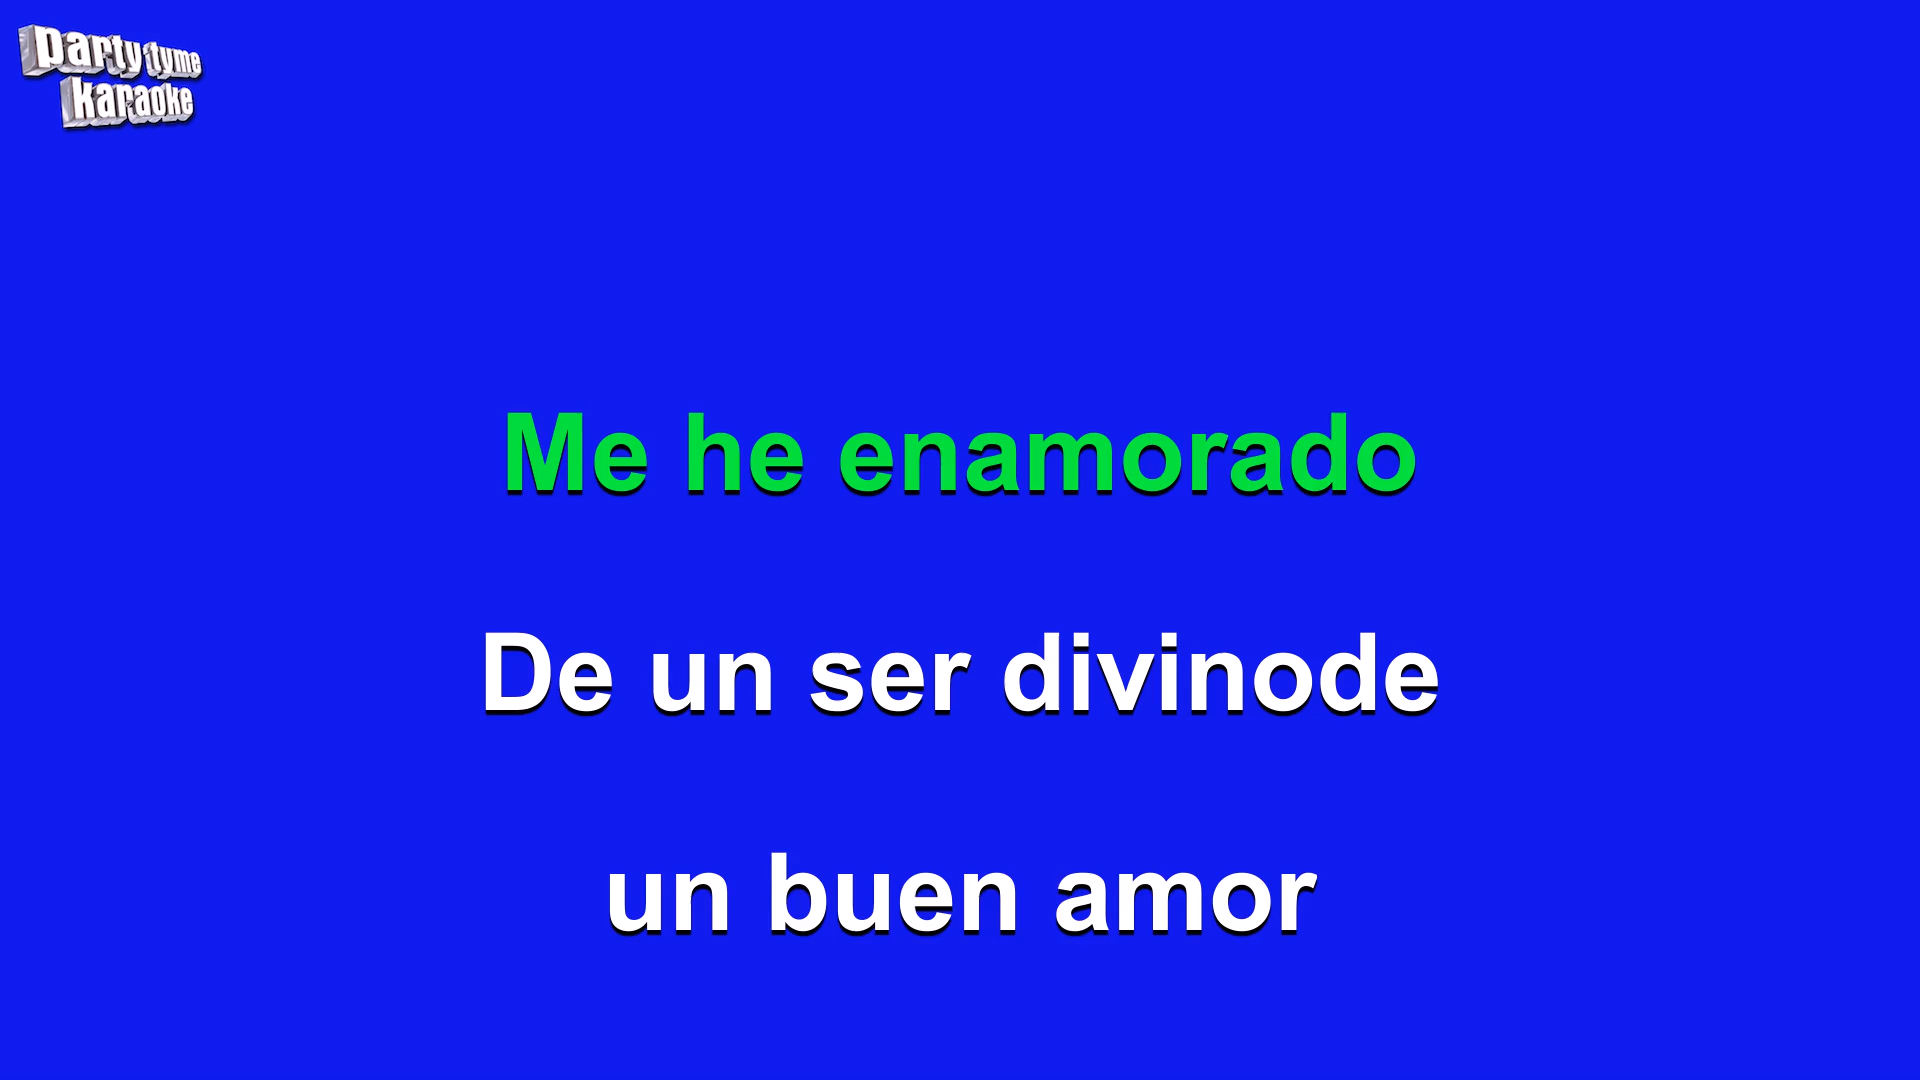 party tyme
karaoke
Me he enamorado
De un ser divinode
un buen amor